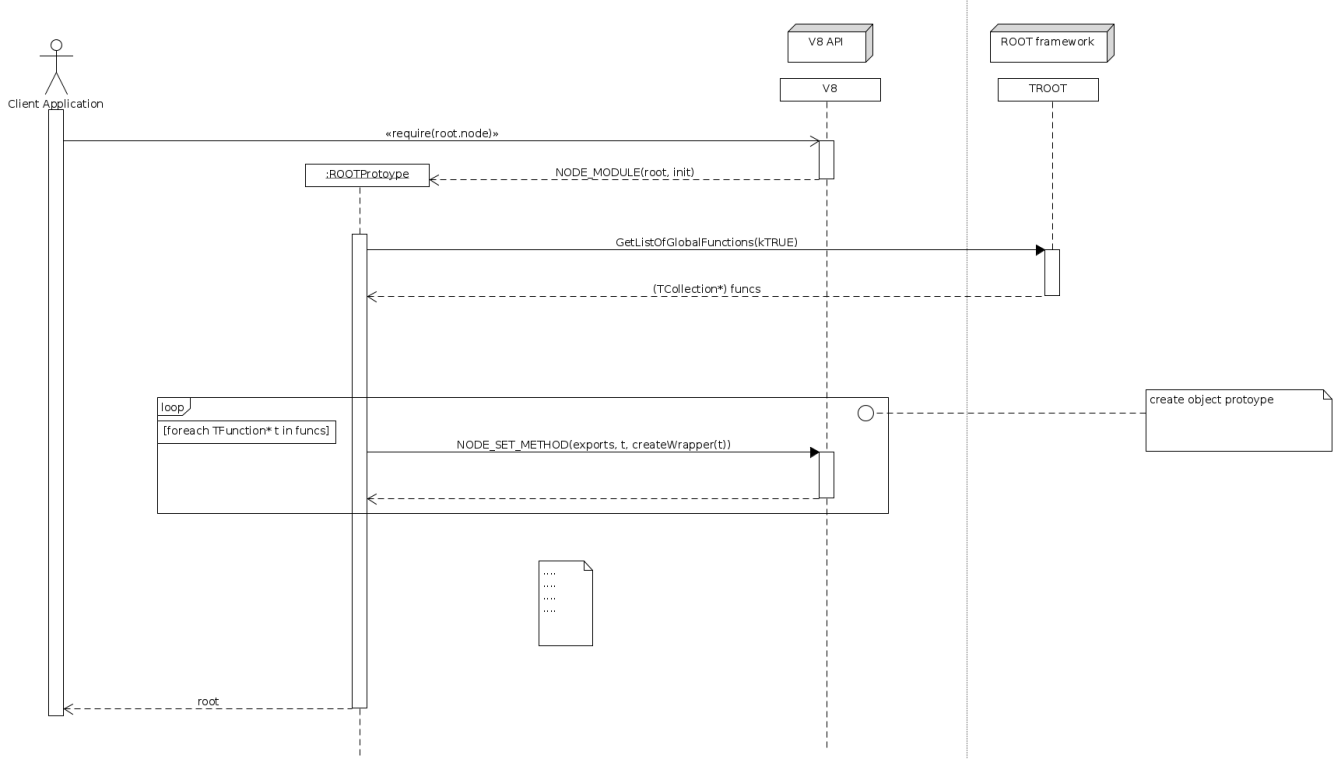 V8 API
ROOT framework
V8
TROOT
Client Application
«require(root.node)»
:ROOTProtoype
NODE_MODULE(root, init)
GetListOfGlobalFunctions(kTRUE)
(TCollection*) funcs
loop
create object protoype
[foreach TFunction* t in funcs]
NODE_SET_METHOD(exports, t, createWrapper(t))
....
....
....
....
root